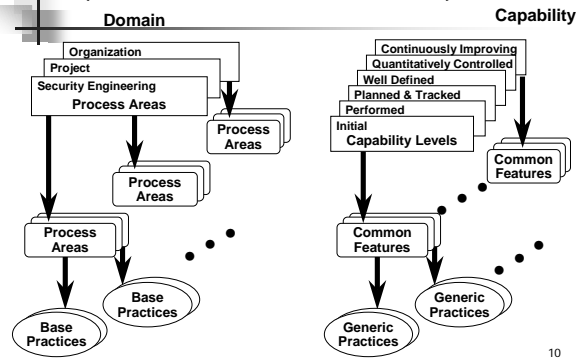 Domain
Capability
Organization
Project
Security Engineering
Process Areas
Process
Areas
Process
Areas
Process
Areas
Base
Practices
Base
Practices
Continuously Improving
Quantitatively Controlled
Well Defined
Planned & Tracked
Performed
Initial
Capability Levels
Common
Features
Common
Features
Generic
Practices
Generic
Practices
10